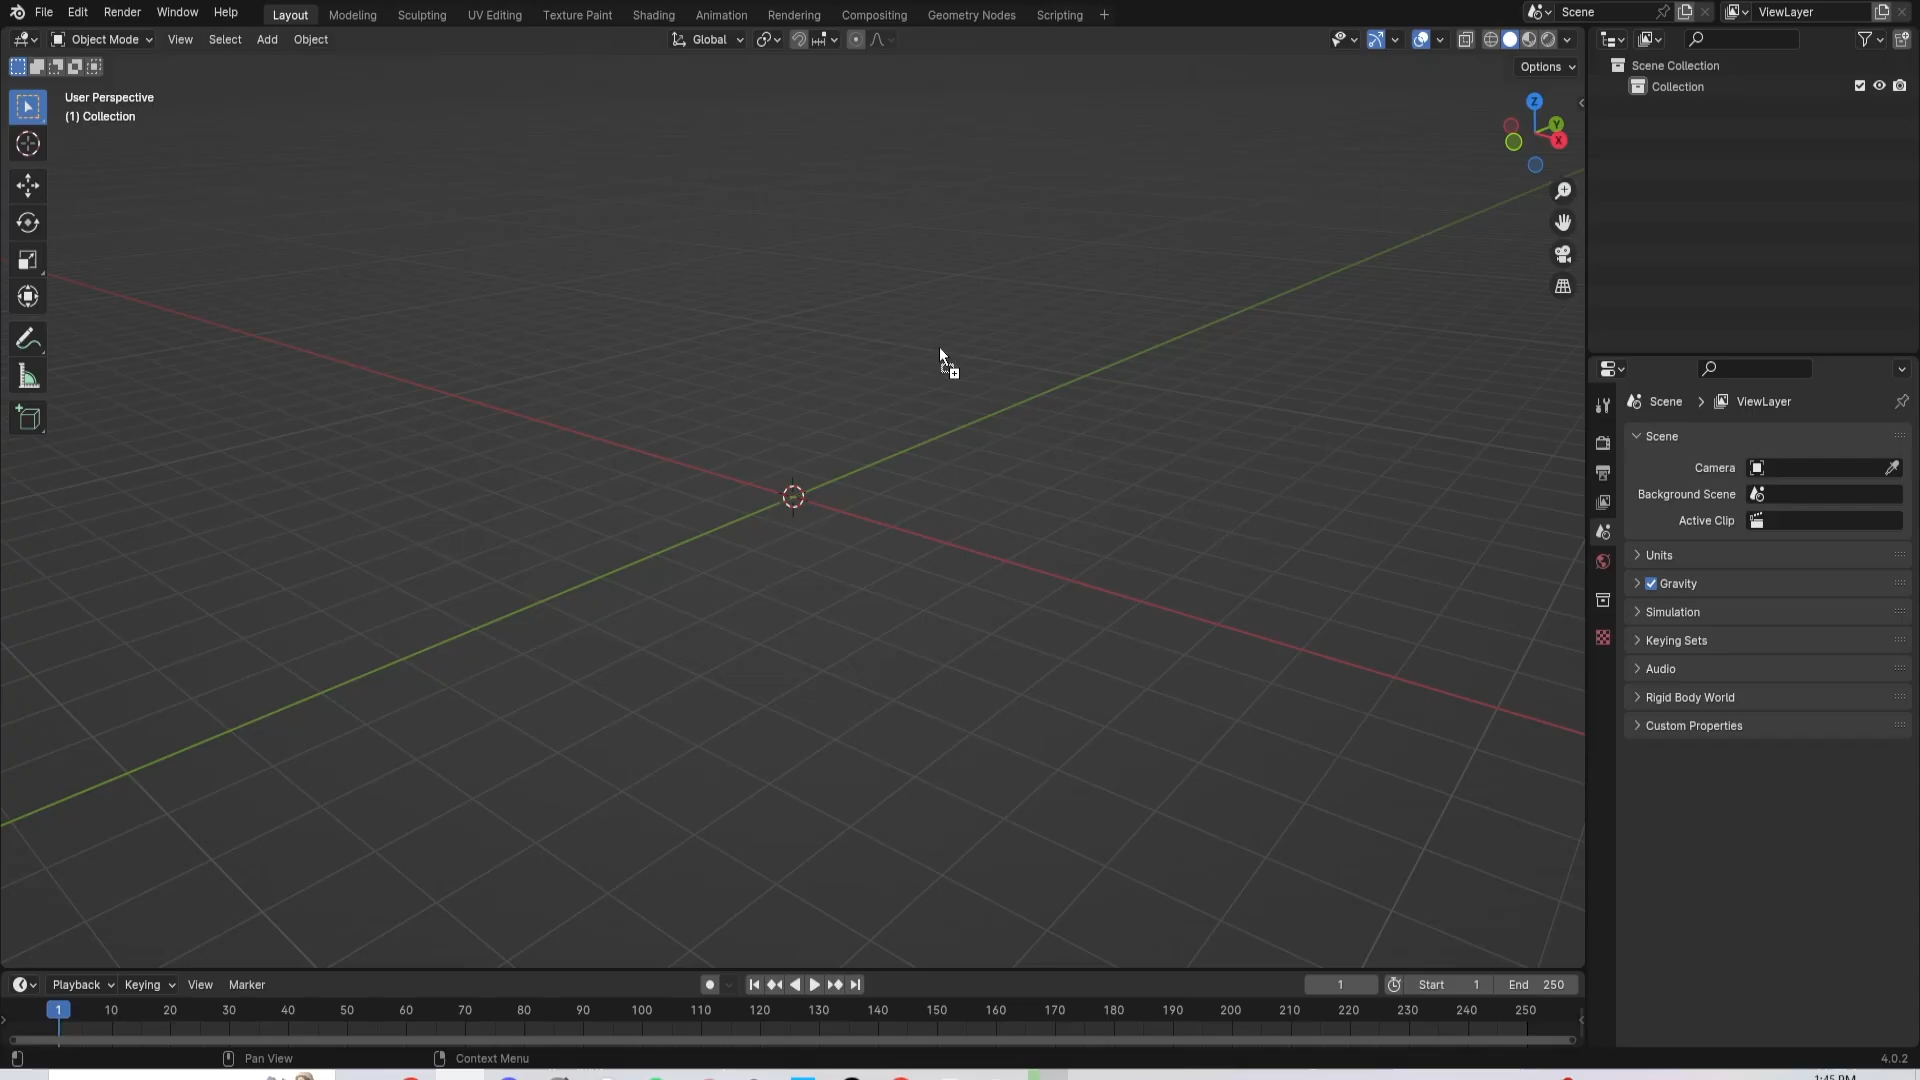 File Edit Render Window Help Layout Modeling Sculpting UV Editing Texture Paint Shading Animation Rendering Compositing Geometry Nodes Scripting + Scene ViewLayer
Object Mode View Select Add Object Global
Options
User Perspective
(1) Collection
Z
Y
X
Scene Collection
Collection
Scene > ViewLayer
Scene
Camera
Background Scene
Active Clip
Units
Gravity
Simulation
Keying Sets
Audio
Rigid Body World
Custom Properties
Playback Keying View Marker 1 Start 1 End 250
1 10 20 30 40 50 60 70 80 90 100 110 120 130 140 150 160 170 180 190 200 210 220 230 240 250
Pan View Context Menu 4.0.2
1:45 PM